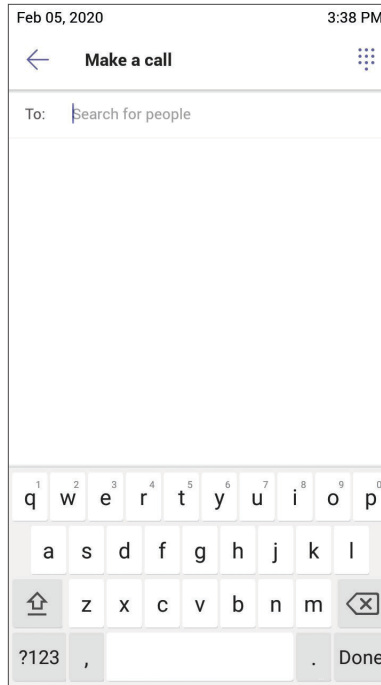 Feb 05, 2020 3:38 PM
Make a call
To: Search for people
1 2 3 4 5 6 7 8 9 0
q w e r t y u i o p
a s d f g h j k l
z x c v b n m
?123 , . Done